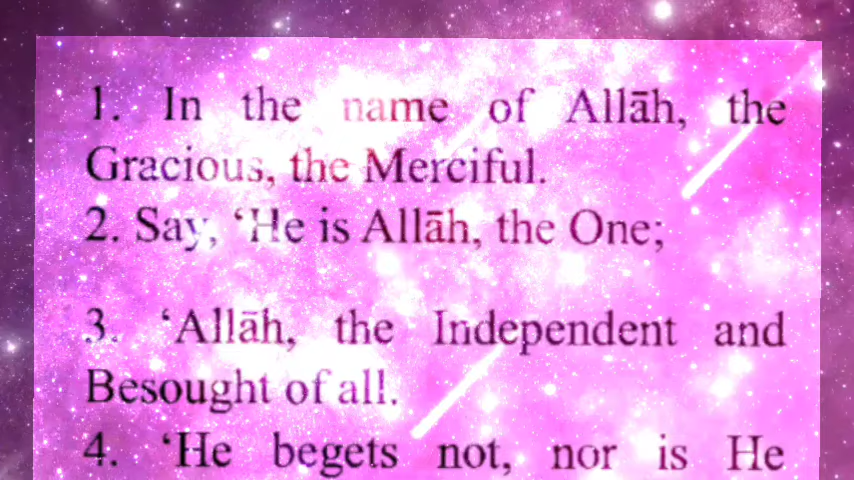 1. In the name of Allāh, the
Gracious, the Merciful.
2. Say, ‘He is Allāh, the One;
3. ‘Allāh, the Independent and
Besought of all.
4. ‘He begets not, nor is He